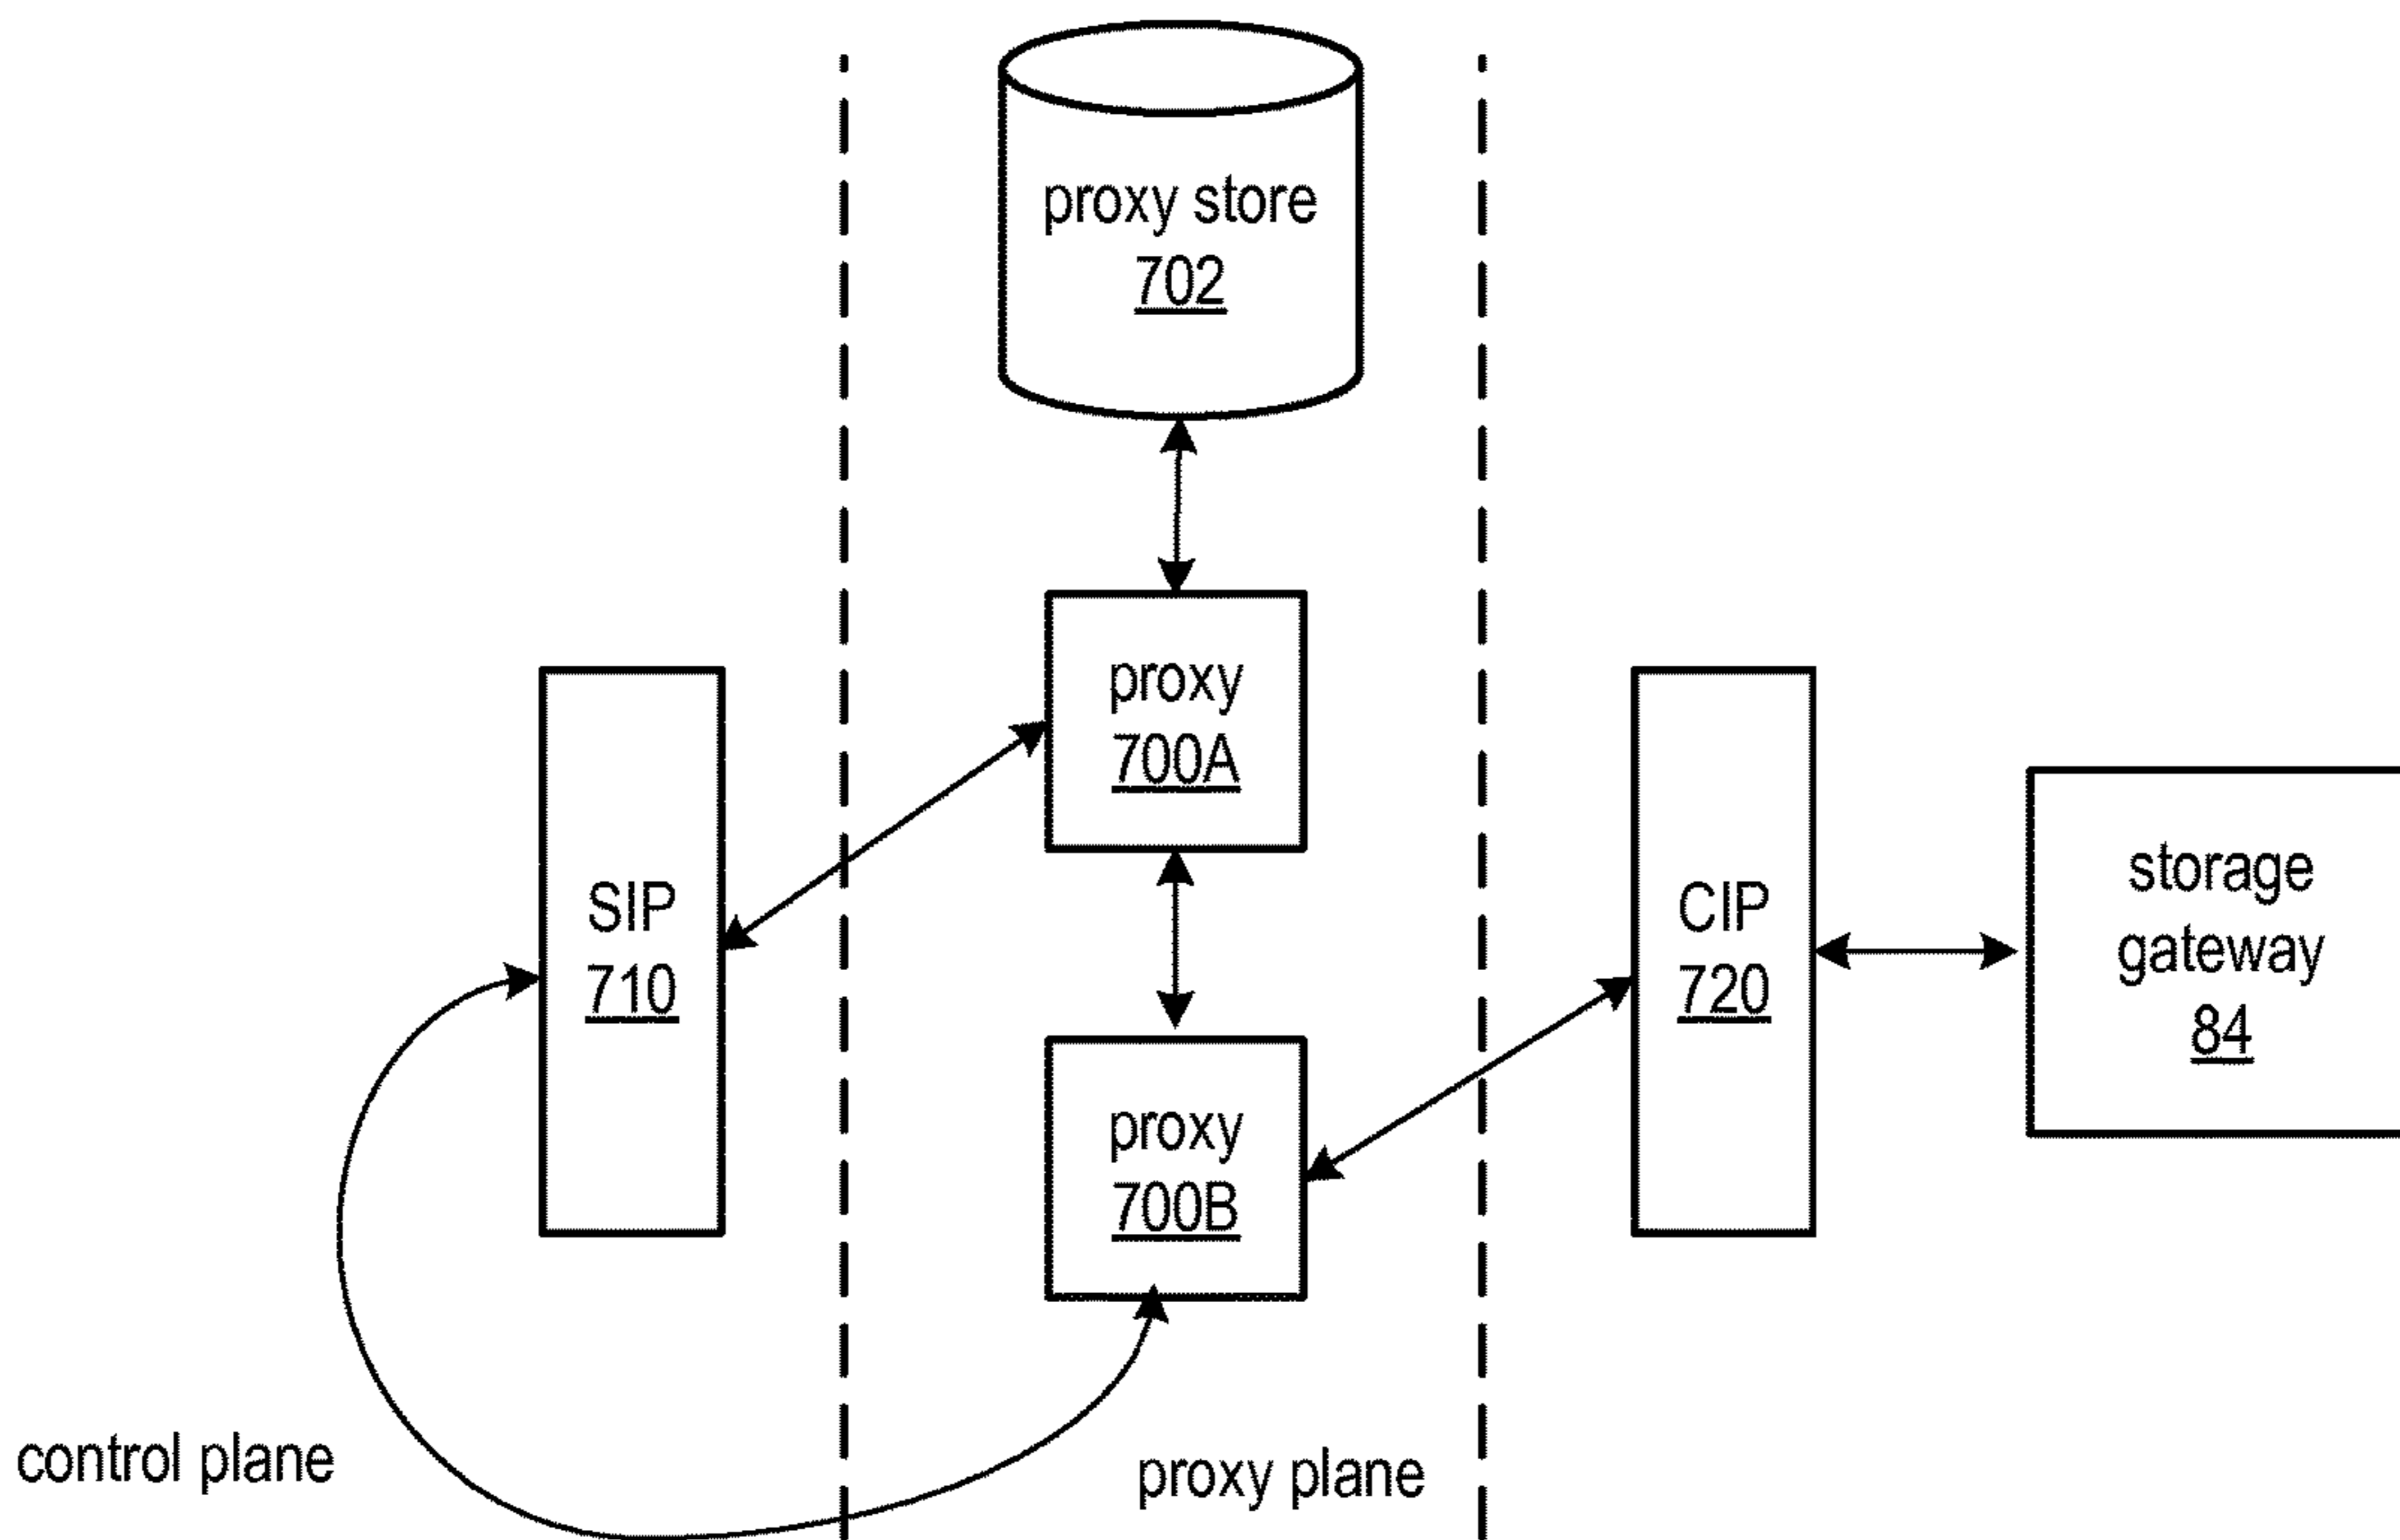 proxy store
702
proxy
700A
SIP
710
CIP
720
storage
gateway
84
proxy
700B
control plane
proxy plane